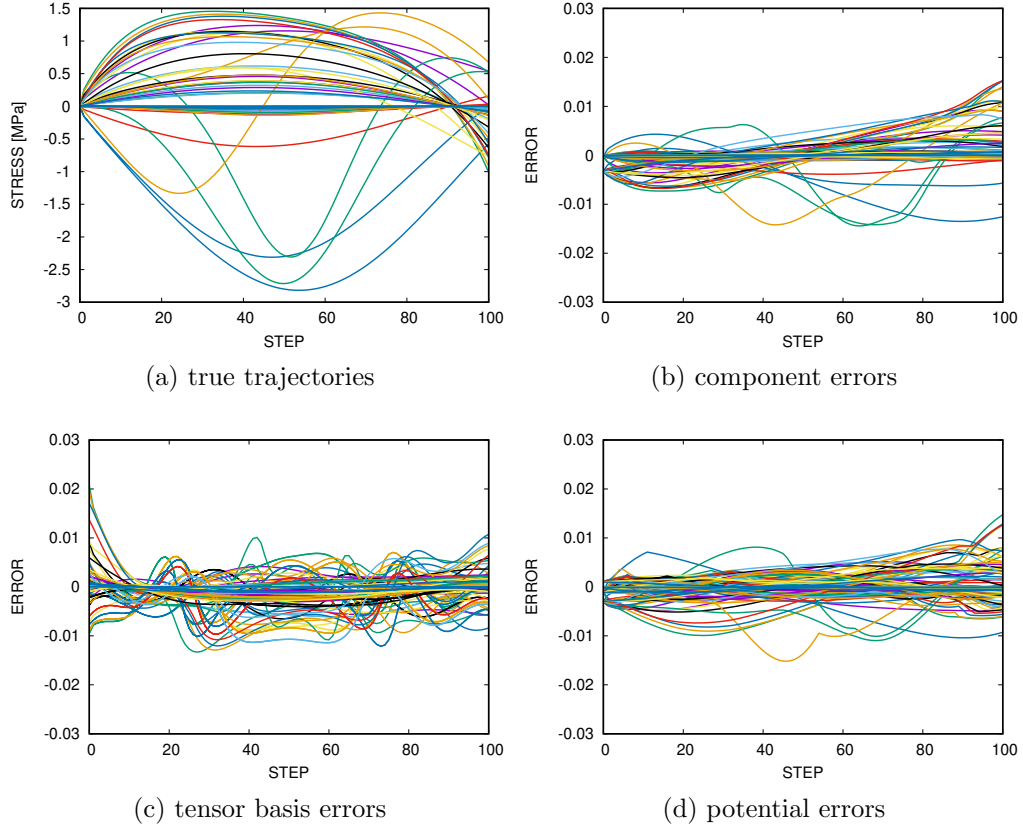 1.5
1
0.5
0
-0.5
-1
-1.5
-2
-2.5
-3
STRESS [MPa]
0 20 40 60 80 100
STEP
(a) true trajectories
0.03
0.02
0.01
0
-0.01
-0.02
-0.03
ERROR
0 20 40 60 80 100
STEP
(b) component errors
0.03
0.02
0.01
0
-0.01
-0.02
-0.03
ERROR
0 20 40 60 80 100
STEP
(c) tensor basis errors
0.03
0.02
0.01
0
-0.01
-0.02
-0.03
ERROR
0 20 40 60 80 100
STEP
(d) potential errors